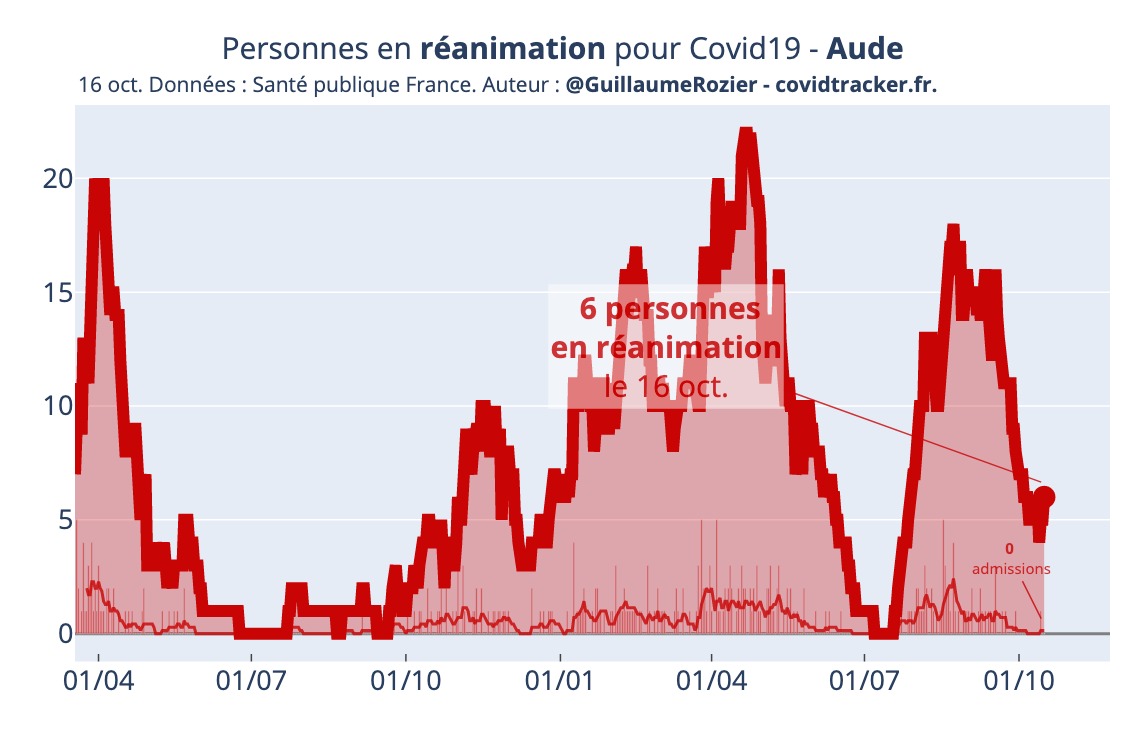 Personnes en réanimation pour Covid19 - Aude
16 oct. Données : Santé publique France. Auteur : @GuillaumeRozier - covidtracker.fr.
20
15
10
5
0
6 personnes
en réanimation
le 16 oct.
0
admissions
01/04
01/07
01/10
01/01
01/04
01/07
01/10